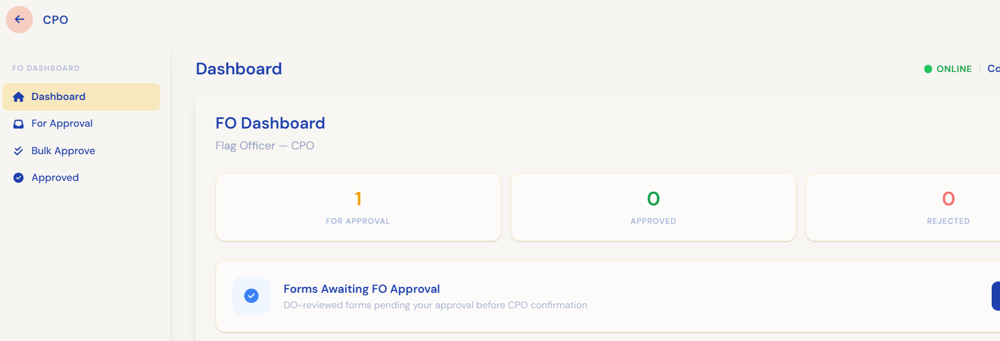 CPO
FO DASHBOARD
Dashboard
For Approval
Bulk Approve
Approved
Dashboard
ONLINE
FO Dashboard
Flag Officer — CPO
1
FOR APPROVAL
0
APPROVED
0
REJECTED
Forms Awaiting FO Approval
DO-reviewed forms pending your approval before CPO confirmation